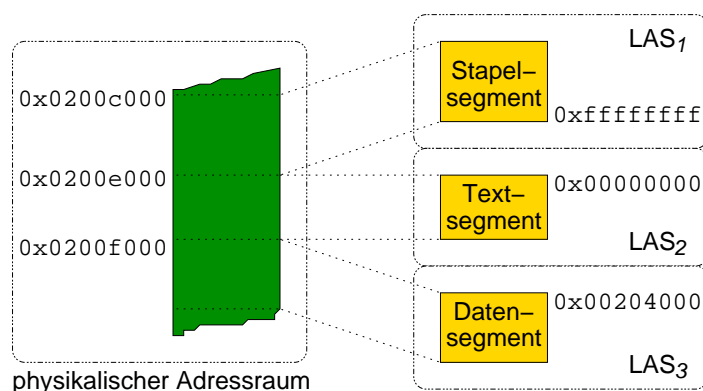 0x0200c000
0x0200e000
0x0200f000
physikalischer Adressraum
LAS1
Stapel–
segment
0xffffffff
Text–
segment
0x00000000
LAS2
Daten–
segment
0x00204000
LAS3